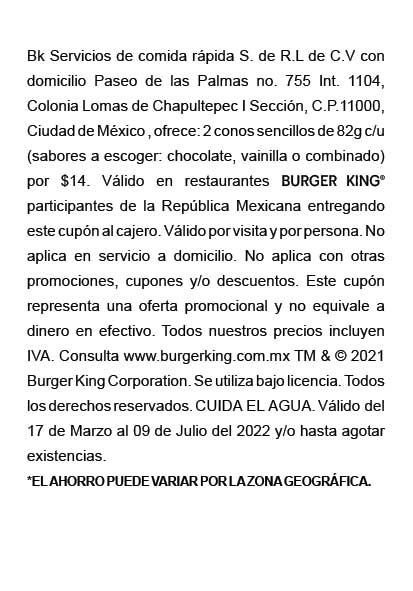 Bk Servicios de comida rápida S. de R.L de C.V con
domicilio Paseo de las Palmas no. 755 Int. 1104,
Colonia Lomas de Chapultepec I Sección, C.P.11000,
Ciudad de México , ofrece: 2 conos sencillos de 82g c/u
(sabores a escoger: chocolate, vainilla o combinado)
por $14. Válido en restaurantes BURGER KING®
participantes de la República Mexicana entregando
este cupón al cajero. Válido por visita y por persona. No
aplica en servicio a domicilio. No aplica con otras
promociones, cupones y/o descuentos. Este cupón
representa una oferta promocional y no equivale a
dinero en efectivo. Todos nuestros precios incluyen
IVA. Consulta www.burgerking.com.mx TM & © 2021
Burger King Corporation. Se utiliza bajo licencia. Todos
los derechos reservados. CUIDA EL AGUA. Válido del
17 de Marzo al 09 de Julio del 2022 y/o hasta agotar
existencias.
*EL AHORRO PUEDE VARIAR POR LA ZONA GEOGRÁFICA.